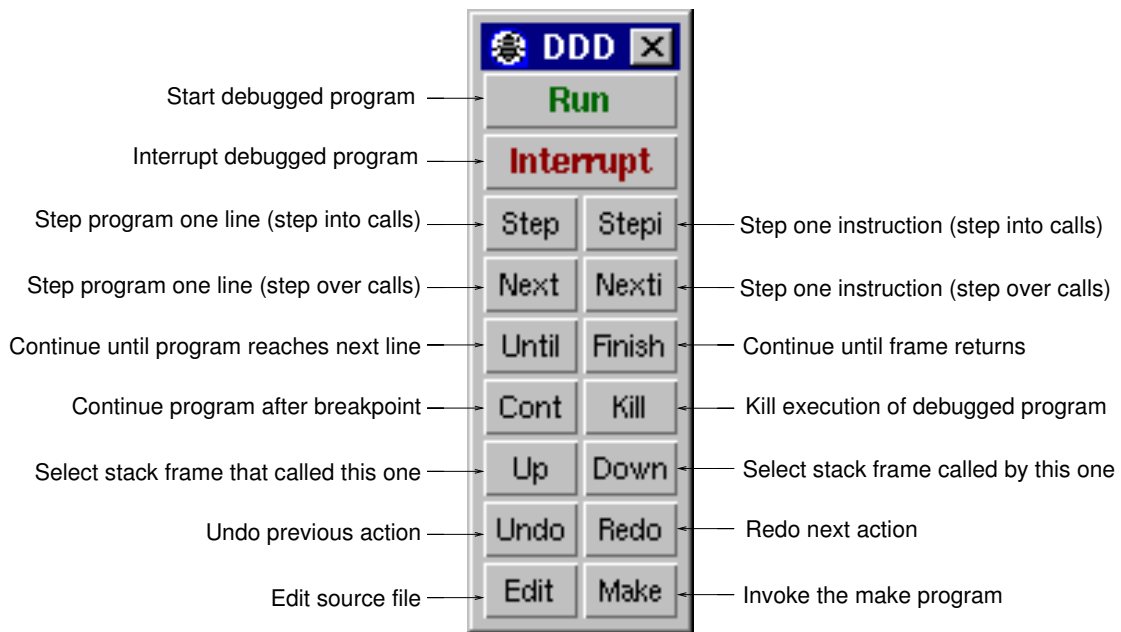 DDD
Start debugged program Run
Interrupt debugged program Interrupt
Step program one line (step into calls) Step Stepi Step one instruction (step into calls)
Step program one line (step over calls) Next Nexti Step one instruction (step over calls)
Continue until program reaches next line Until Finish Continue until frame returns
Continue program after breakpoint Cont Kill Kill execution of debugged program
Select stack frame that called this one Up Down Select stack frame called by this one
Undo previous action Undo Redo Redo next action
Edit source file Edit Make Invoke the make program